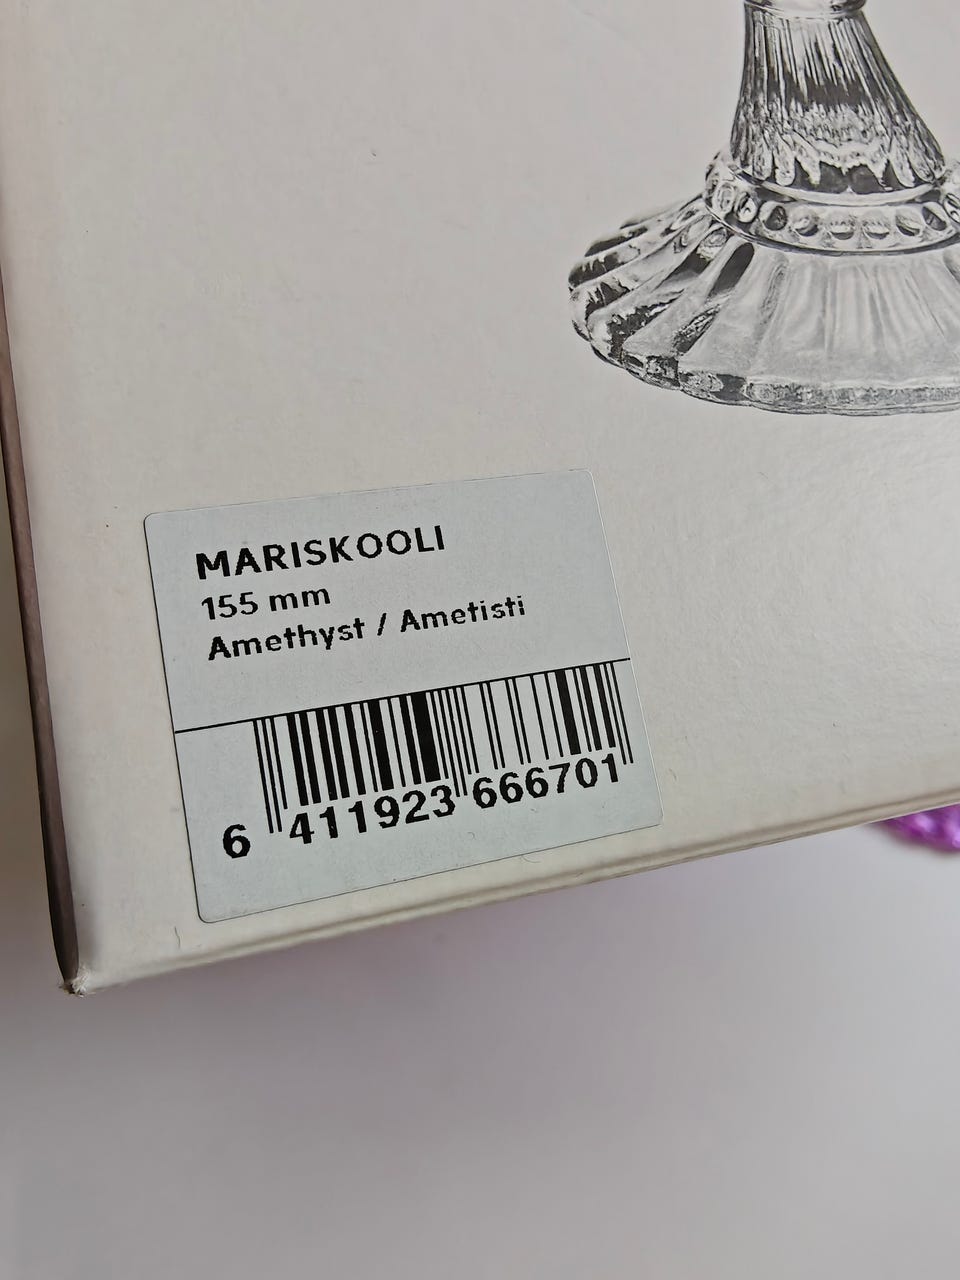 MARISKOOLI
155 mm
Amethyst / Ametisti
6 411923 666701